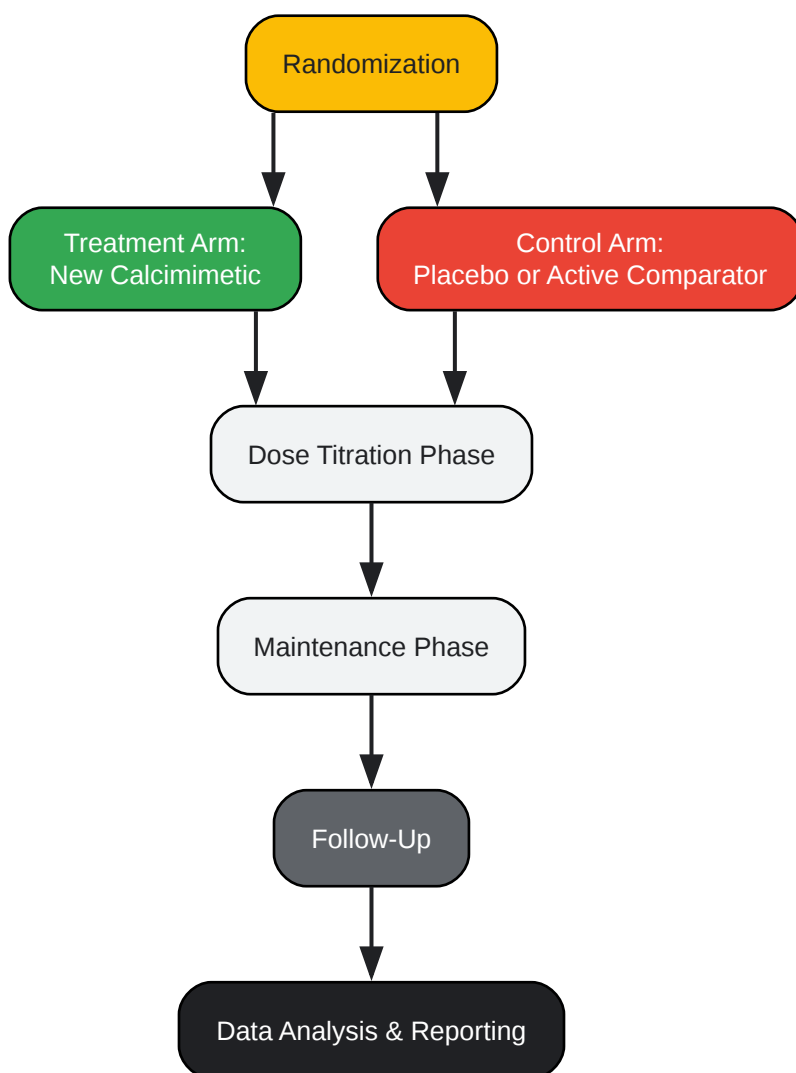 Randomization
Treatment Arm:
New Calcimimetic
Control Arm:
Placebo or Active Comparator
Dose Titration Phase
Maintenance Phase
Follow-Up
Data Analysis & Reporting